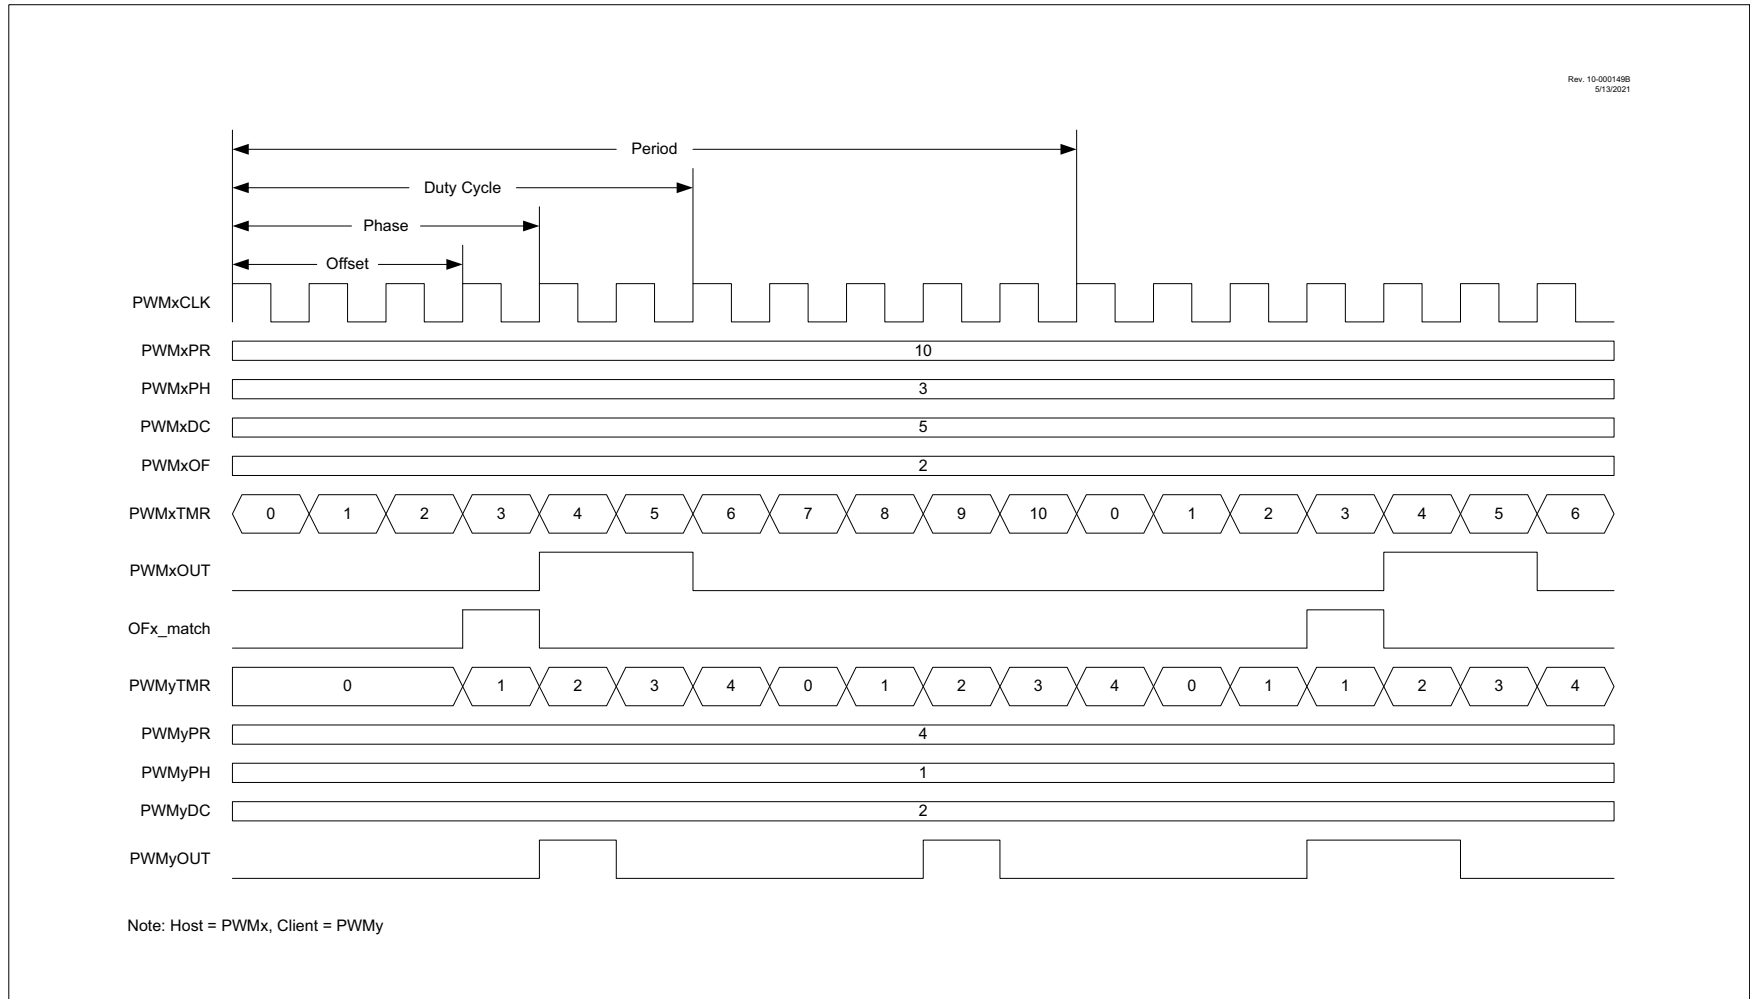 Rev. 10-000149B
5/13/2021
Period
Duty Cycle
Phase
Offset
PWMxCLK
PWMxPR 10
PWMxPH 3
PWMxDC 5
PWMxOF 2
PWMxTMR 0 1 2 3 4 5 6 7 8 9 10 0 1 2 3 4 5 6
PWMxOUT
OFx_match
PWMyTMR 0 1 2 3 4 0 1 2 3 4 0 1 1 2 3 4
PWMyPR 4
PWMyPH 1
PWMyDC 2
PWMyOUT
Note: Host = PWMx, Client = PWMy